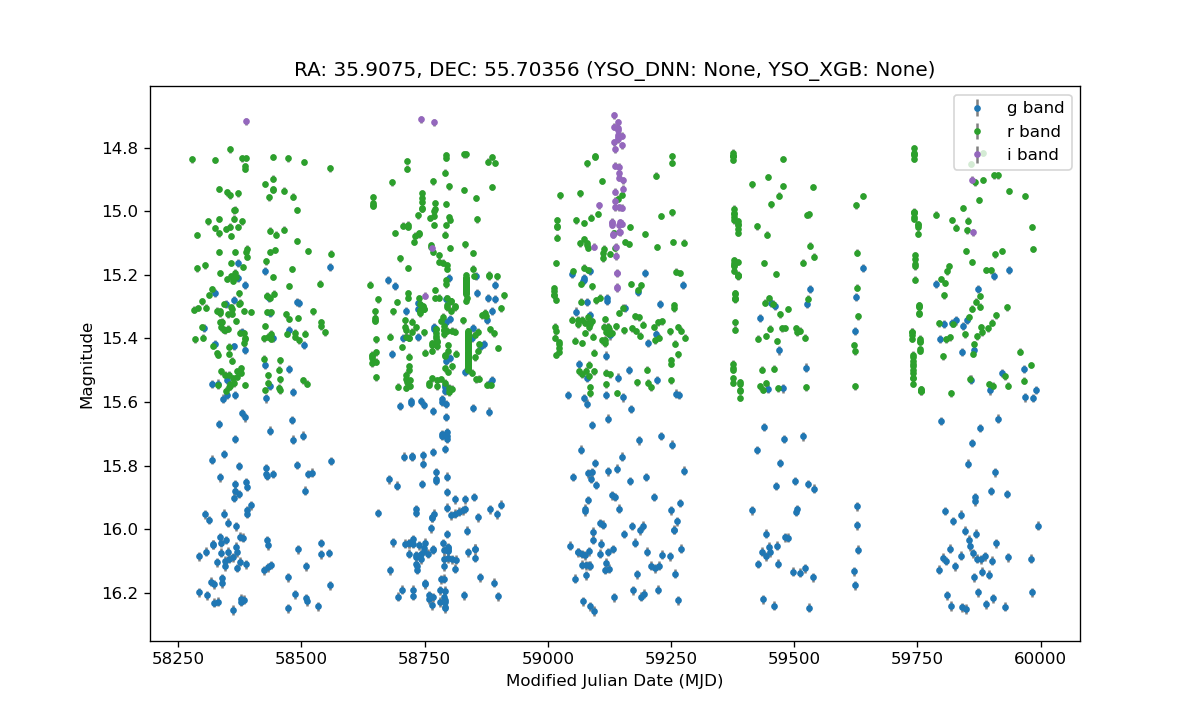 RA: 35.9075, DEC: 55.70356 (YSO_DNN: None, YSO_XGB: None)
g band
r band
i band
14.8
15.0
15.2
15.4
15.6
15.8
16.0
16.2
Magnitude
58250 58500 58750 59000 59250 59500 59750 60000
Modified Julian Date (MJD)